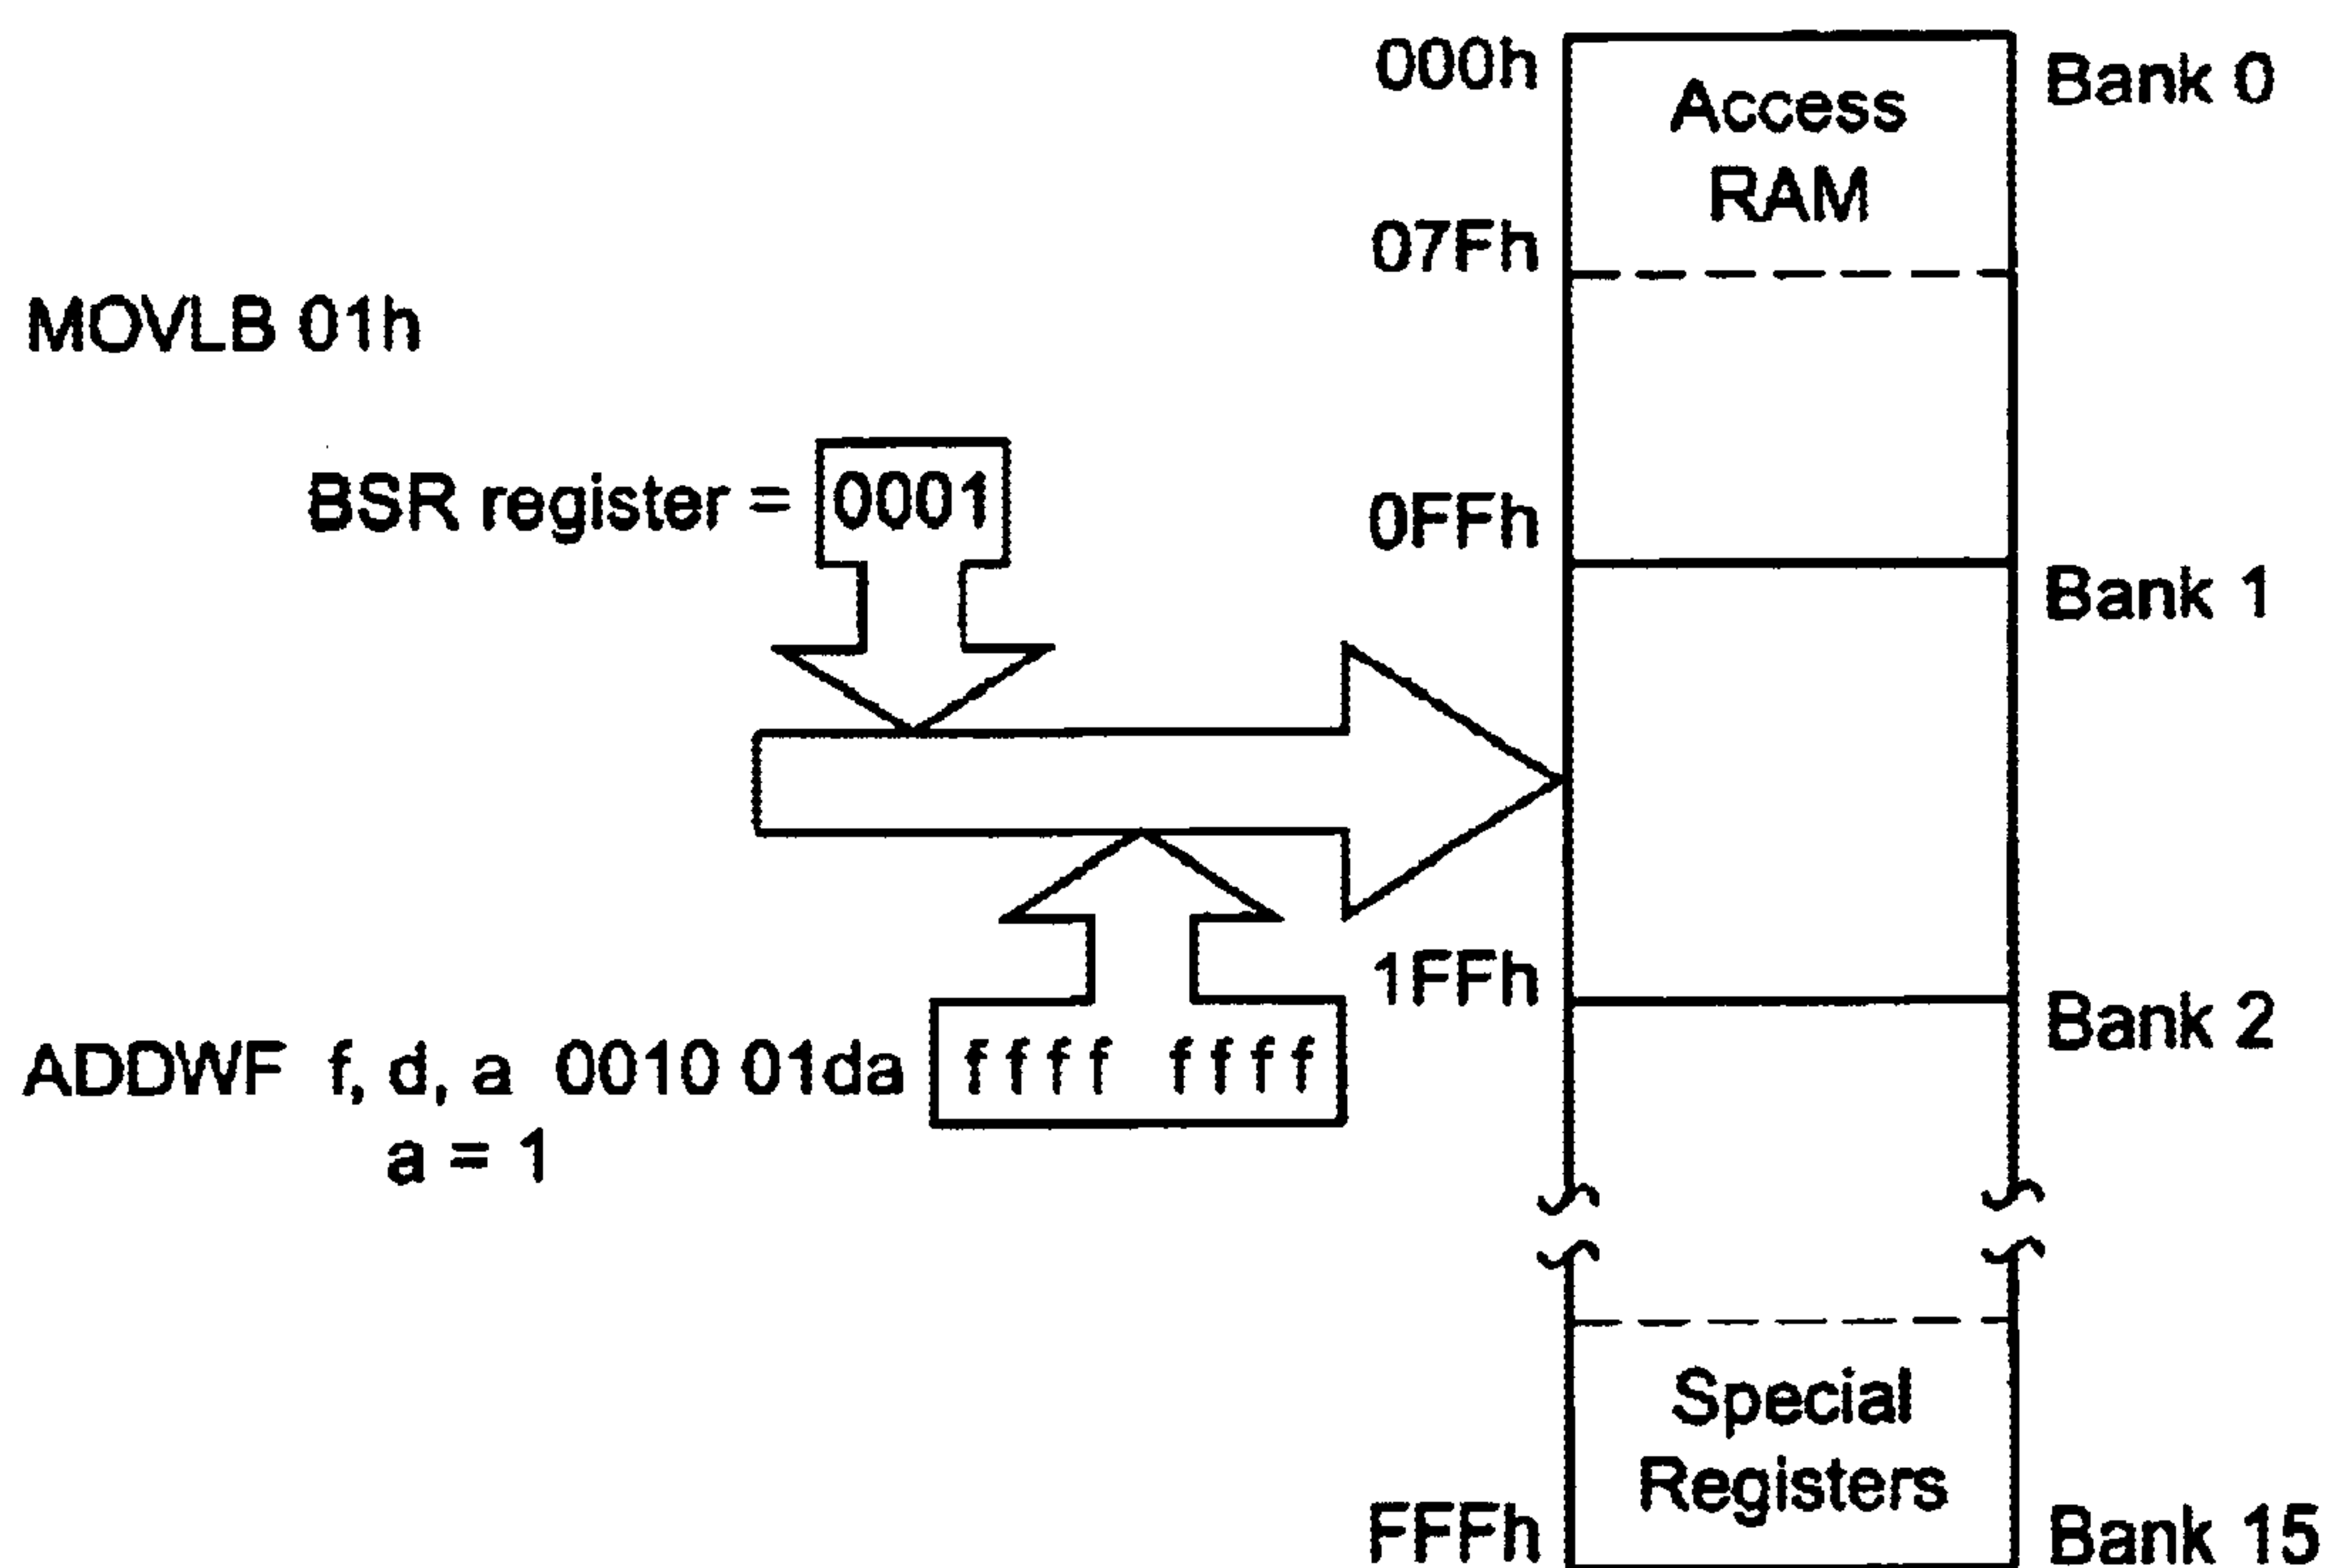 000h
Access
RAM
Bank 0
07Fh
MOVLB 01h
BSR register = 0001
0FFh
Bank 1
1FFh
Bank 2
ADDWF f, d, a 0010 01da ffff ffff
a = 1
Special
Registers
FFFh
Bank 15